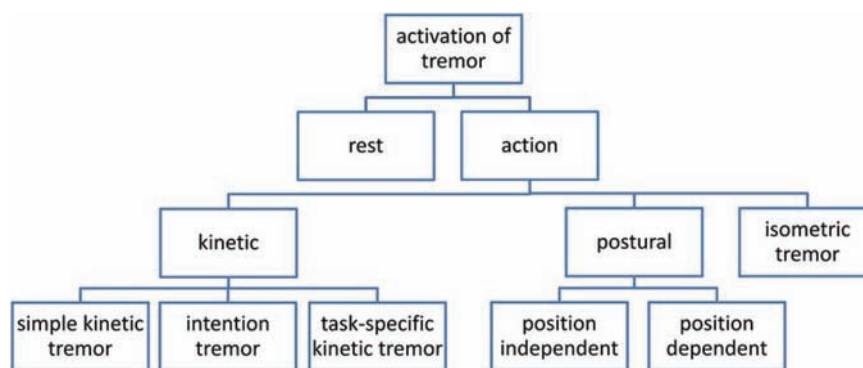 activation of
tremor
rest
action
kinetic
postural
isometric
tremor
simple kinetic
tremor
intention
tremor
task-specific
kinetic tremor
position
independent
position
dependent